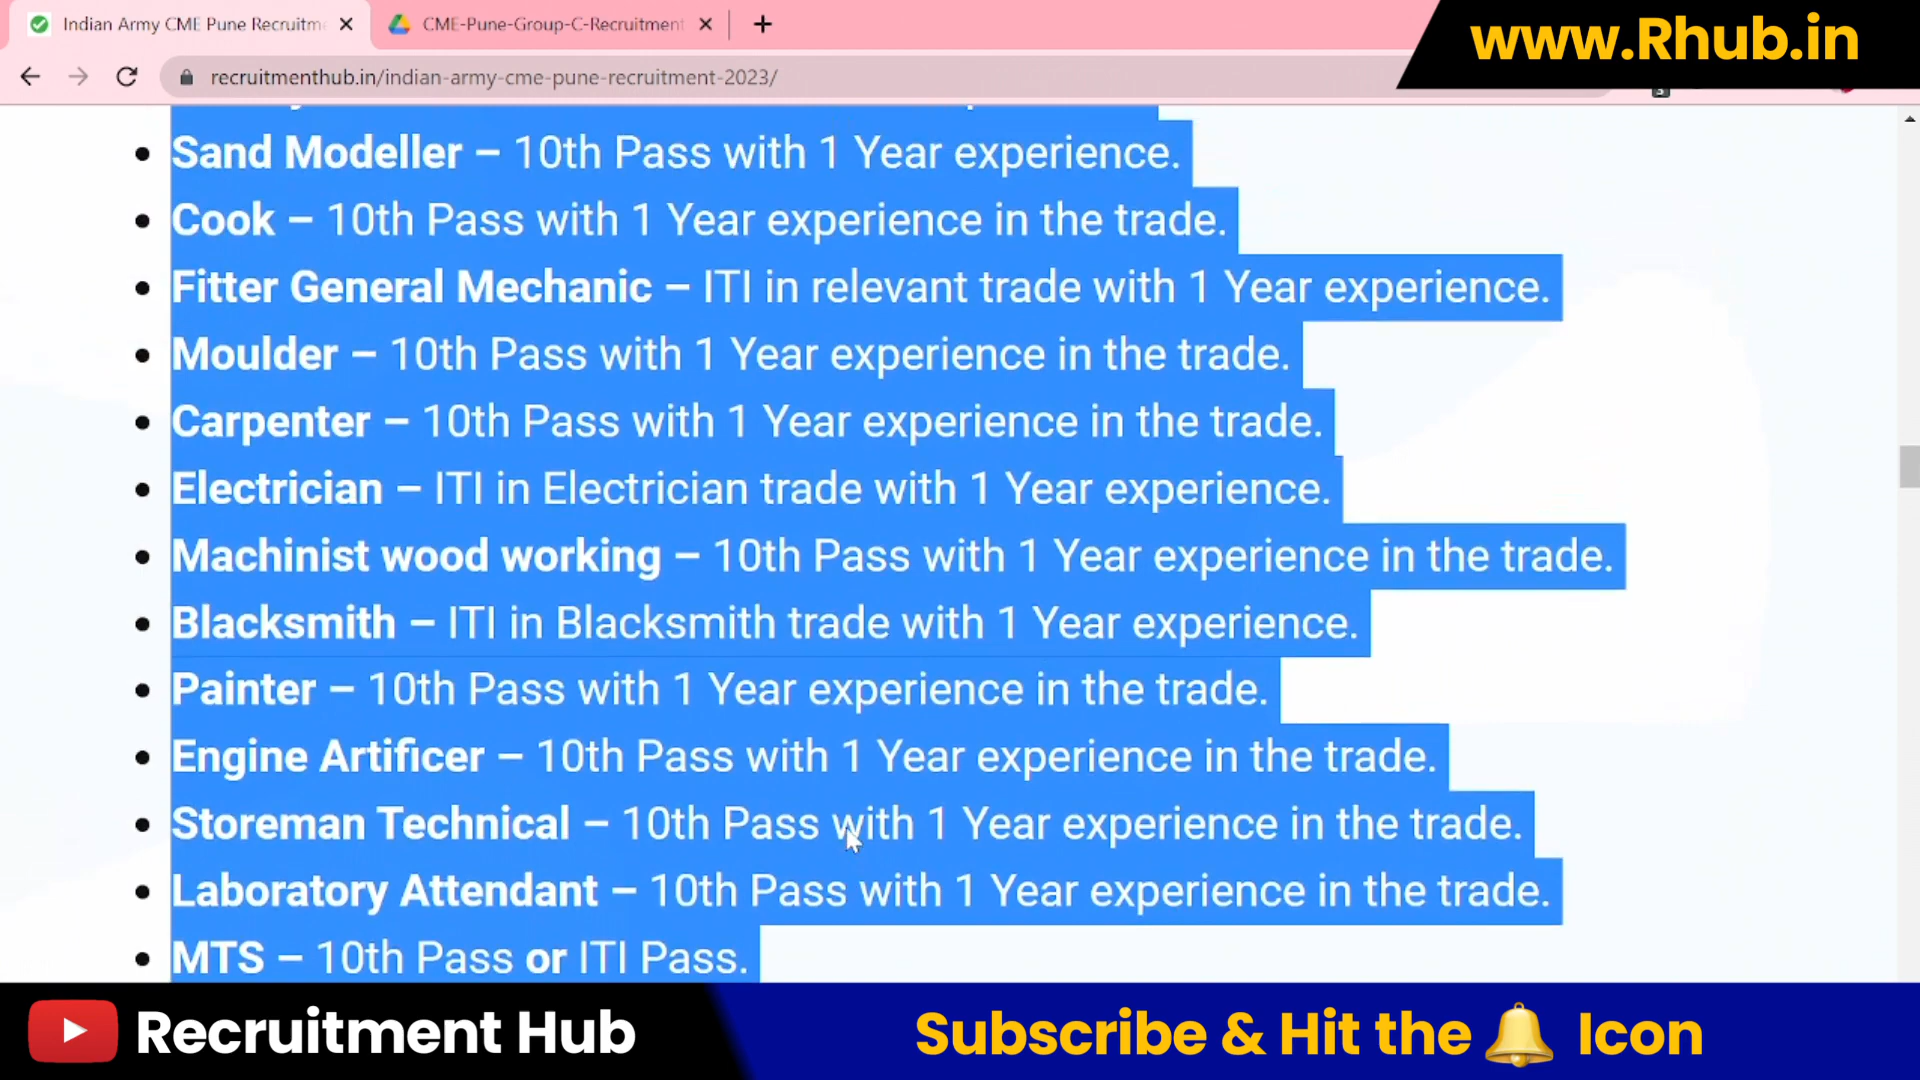 Indian Army CME Pune Recruitm
CME-Pune-Group-C-Recruitment
www.Rhub.in
recruitmenthub.in/indian-army-cme-pune-recruitment-2023/
Sand Modeller – 10th Pass with 1 Year experience.
Cook – 10th Pass with 1 Year experience in the trade.
Fitter General Mechanic – ITI in relevant trade with 1 Year experience.
Moulder – 10th Pass with 1 Year experience in the trade.
Carpenter – 10th Pass with 1 Year experience in the trade.
Electrician – ITI in Electrician trade with 1 Year experience.
Machinist wood working – 10th Pass with 1 Year experience in the trade.
Blacksmith – ITI in Blacksmith trade with 1 Year experience.
Painter – 10th Pass with 1 Year experience in the trade.
Engine Artificer – 10th Pass with 1 Year experience in the trade.
Storeman Technical – 10th Pass with 1 Year experience in the trade.
Laboratory Attendant – 10th Pass with 1 Year experience in the trade.
MTS – 10th Pass or ITI Pass.
Recruitment Hub
Subscribe & Hit the 🔔 Icon